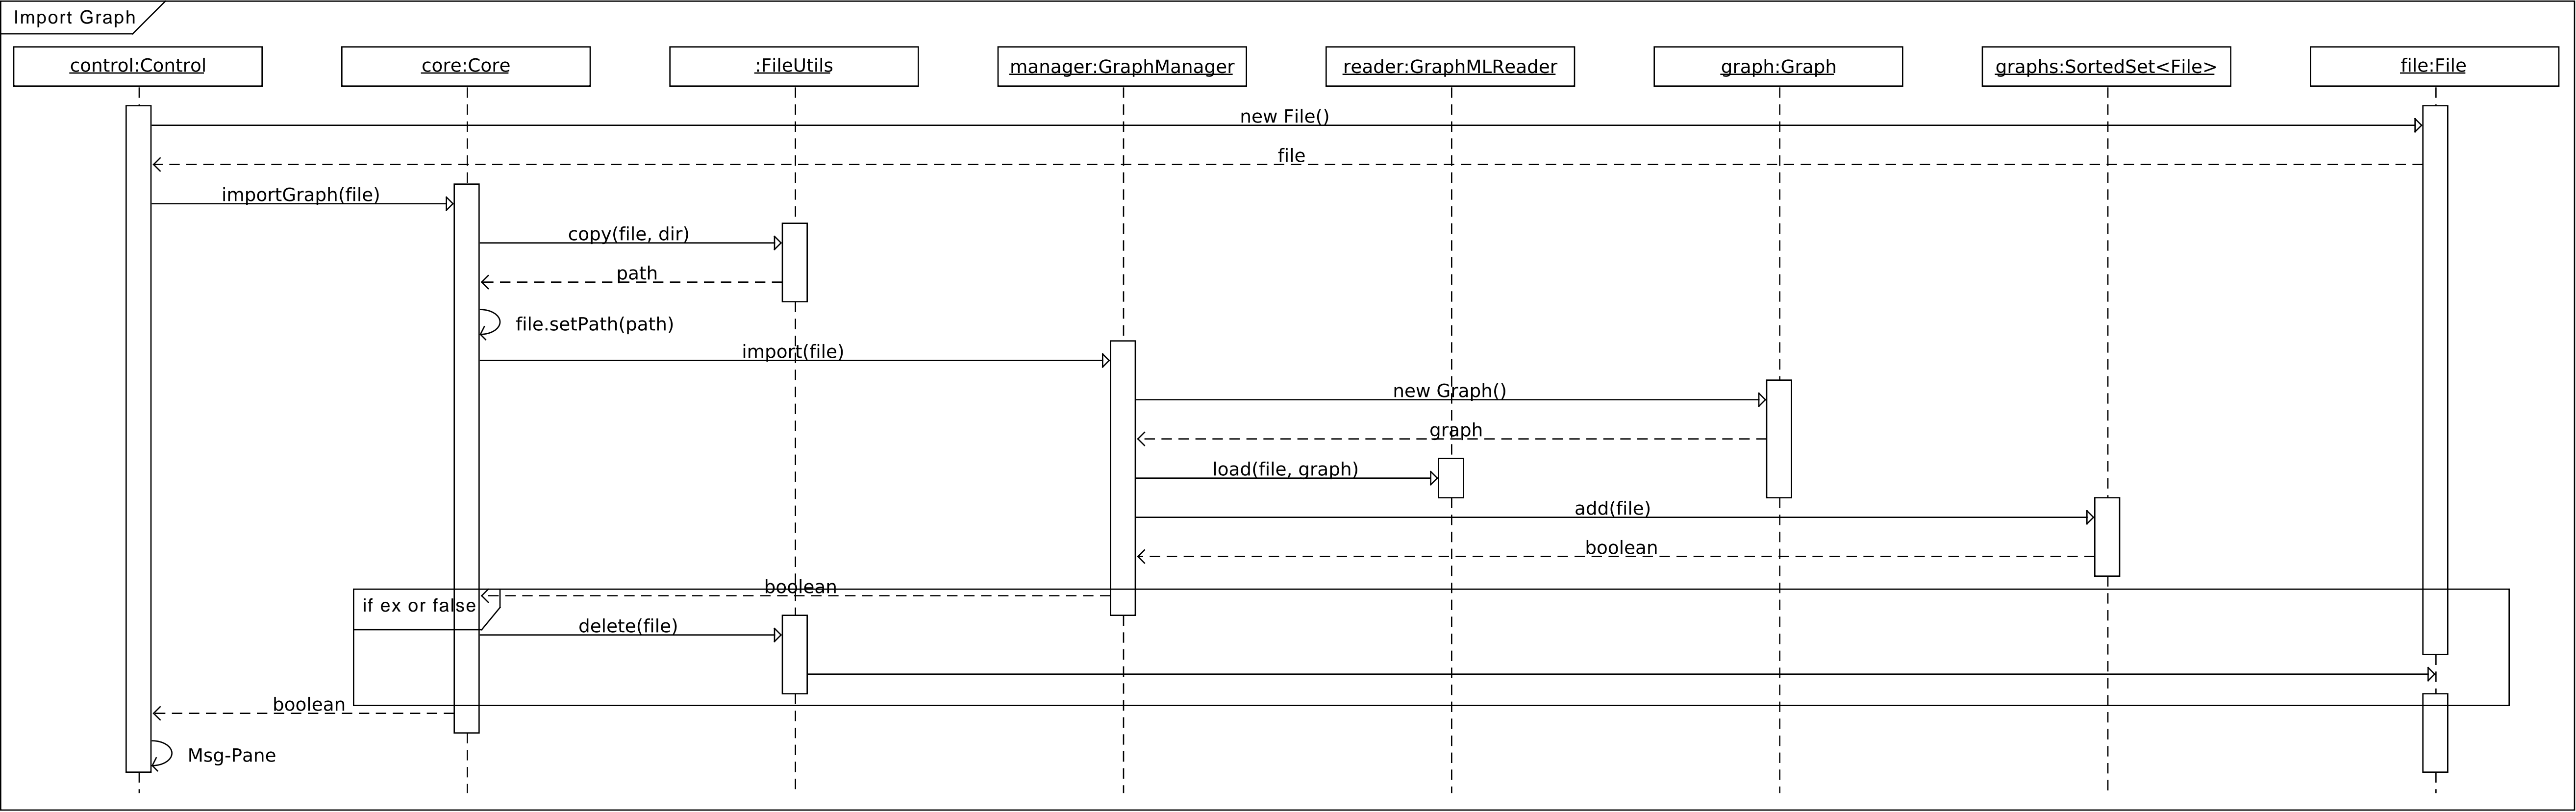 Import Graph
control:Control
core:Core
:FileUtils
manager:GraphManager
reader:GraphMLReader
graph:Graph
graphs:SortedSet<File>
file:File
new File()
file
importGraph(file)
copy(file, dir)
path
file.setPath(path)
import(file)
new Graph()
graph
load(file, graph)
add(file)
boolean
boolean
if ex or false
delete(file)
boolean
Msg-Pane